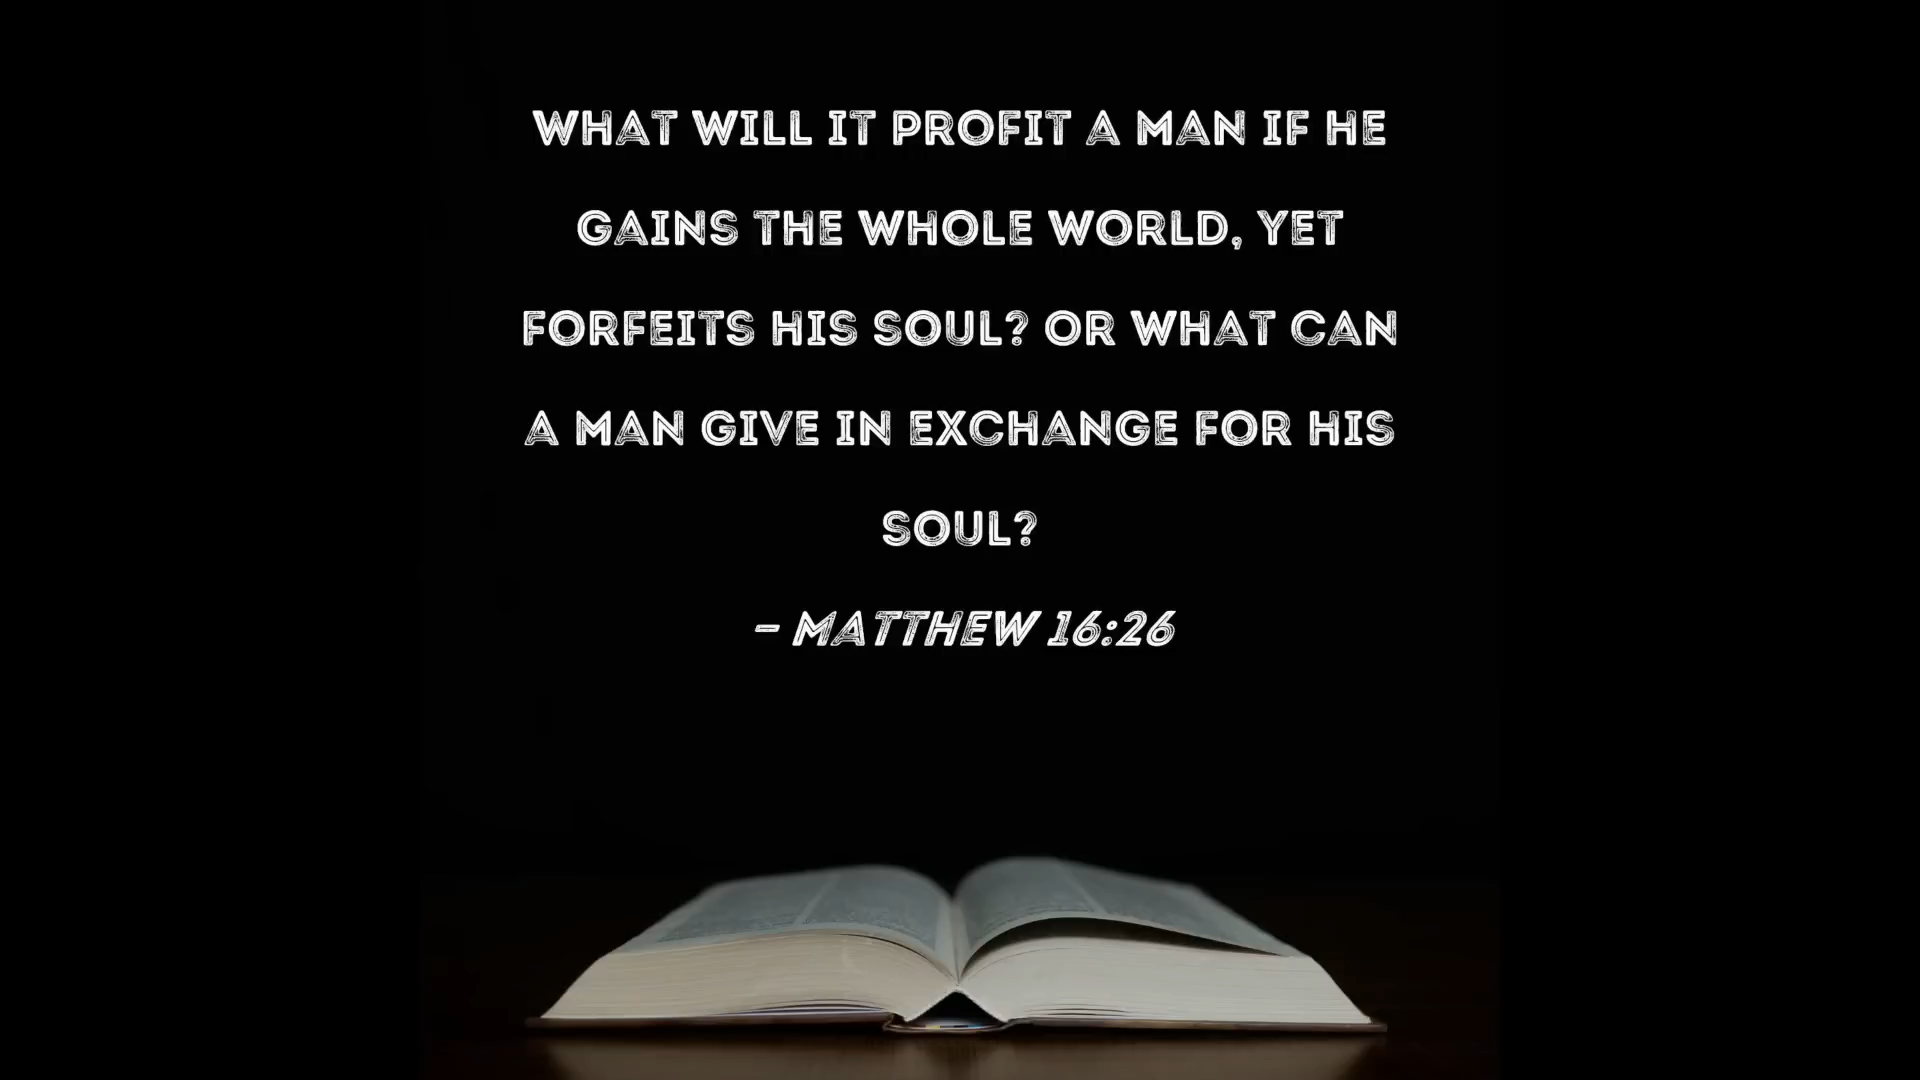 WHAT WILL IT PROFIT A MAN IF HE
GAINS THE WHOLE WORLD, YET
FORFEITS HIS SOUL? OR WHAT CAN
A MAN GIVE IN EXCHANGE FOR HIS
SOUL?
– MATTHEW 16:26